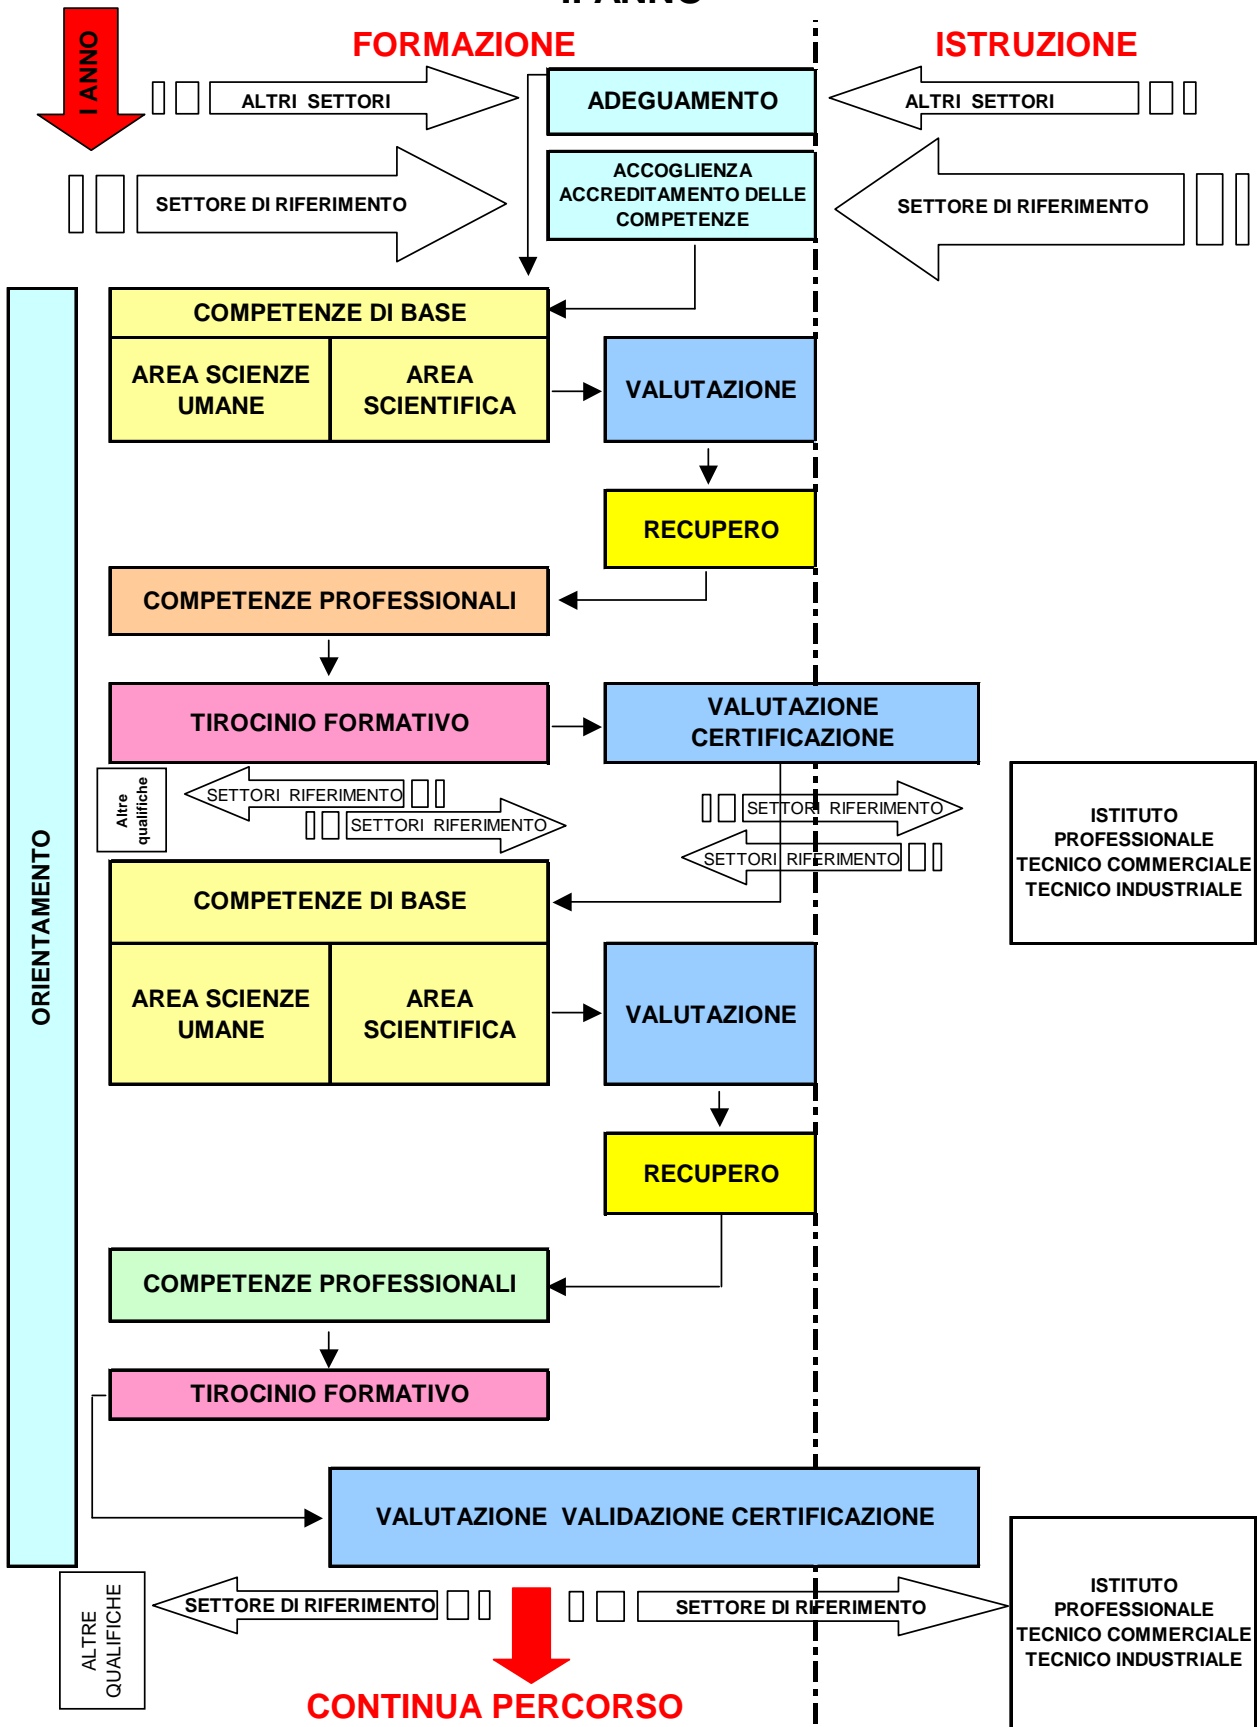 II ANNO
I ANNO
FORMAZIONE
ISTRUZIONE
ALTRI SETTORI
ADEGUAMENTO
ALTRI SETTORI
SETTORE DI RIFERIMENTO
ACCOGLIENZA
ACCREDITAMENTO DELLE
COMPETENZE
SETTORE DI RIFERIMENTO
ORIENTAMENTO
COMPETENZE DI BASE
AREA SCIENZE
UMANE
AREA
SCIENTIFICA
VALUTAZIONE
RECUPERO
COMPETENZE PROFESSIONALI
TIROCINIO FORMATIVO
VALUTAZIONE
CERTIFICAZIONE
Altre
qualifiche
SETTORI RIFERIMENTO
SETTORI RIFERIMENTO
SETTORI RIFERIMENTO
SETTORI RIFERIMENTO
ISTITUTO
PROFESSIONALE
TECNICO COMMERCIALE
TECNICO INDUSTRIALE
COMPETENZE DI BASE
AREA SCIENZE
UMANE
AREA
SCIENTIFICA
VALUTAZIONE
RECUPERO
COMPETENZE PROFESSIONALI
TIROCINIO FORMATIVO
VALUTAZIONE VALIDAZIONE CERTIFICAZIONE
ALTRE
QUALIFICHE
SETTORE DI RIFERIMENTO
SETTORE DI RIFERIMENTO
ISTITUTO
PROFESSIONALE
TECNICO COMMERCIALE
TECNICO INDUSTRIALE
CONTINUA PERCORSO